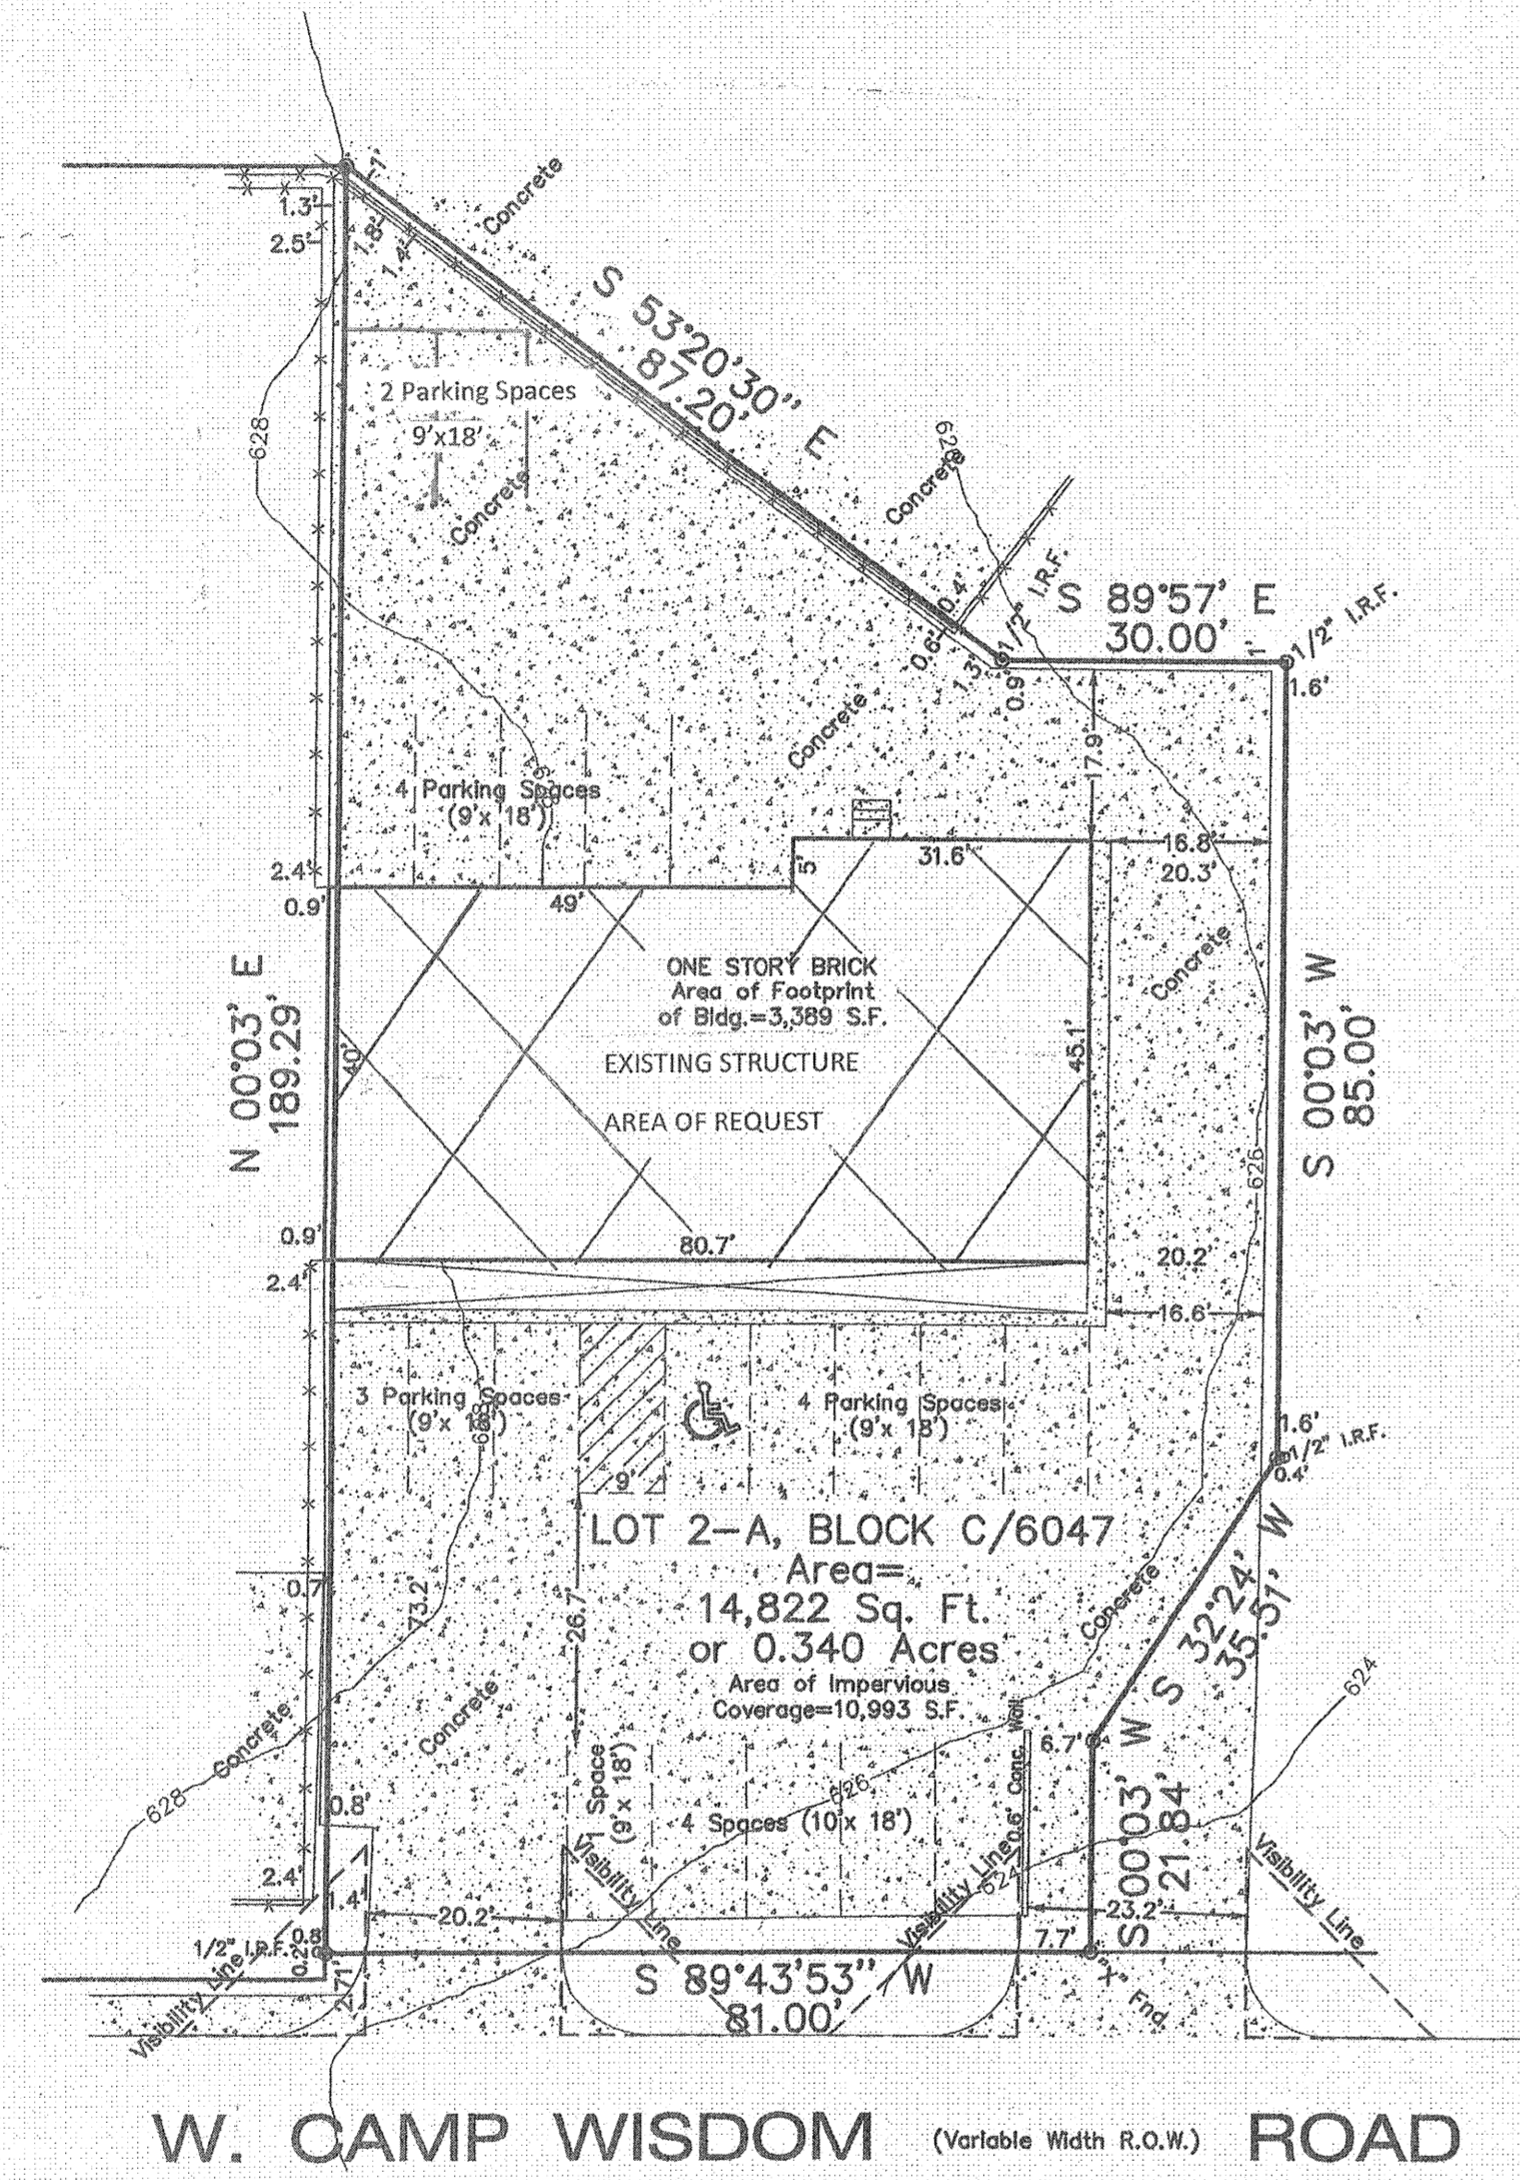 1'
Concrete
1.3'
2.5'
1.8'
1.4'
S 53°20'30" E
87.20'
2 Parking Spaces
9'x18'
628
Concrete
Concrete
0.4'
0.6'
1.3'
0.9'
1/2" I.R.F.
S 89°57' E
30.00'
1'
1/2" I.R.F.
1.6'
Concrete
17.9'
4 Parking Spaces
(9'x 18')
2.4'
0.9'
49'
5'
31.6'
16.8'
20.3'
Concrete
ONE STORY BRICK
Area of Footprint
of Bldg.=3,389 S.F.
EXISTING STRUCTURE
AREA OF REQUEST
40'
45.1'
N 00°03' E
189.29'
S 00°03' W
85.00'
626
0.9'
2.4'
80.7'
20.2'
16.6'
3 Parking Spaces
(9'x 18')
4 Parking Spaces
(9'x 18')
9'
1.6'
1/2" I.R.F.
0.4'
LOT 2-A, BLOCK C/6047
Area=
14,822 Sq. Ft.
or 0.340 Acres
Area of Impervious
Coverage=10,993 S.F.
0.7'
73.2'
26.7'
Concrete
S 32°24' W
35.51'
Concrete
Concrete
628
624
0.6' Conc. Wall
6.7'
S 00°03' W
21.84'
1 Space
(9'x 18')
626
4 Spaces (10'x 18')
0.8'
2.4'
1.4'
20.2'
Visibility Line
Visibility Line
624
23.2'
Visibility Line
7.7'
1/2" I.R.F.
0.2'
0.8'
Visibility Line
2.71'
S 89°43'53" W
81.00'
"X" Fnd.
W. CAMP WISDOM (Variable Width R.O.W.) ROAD